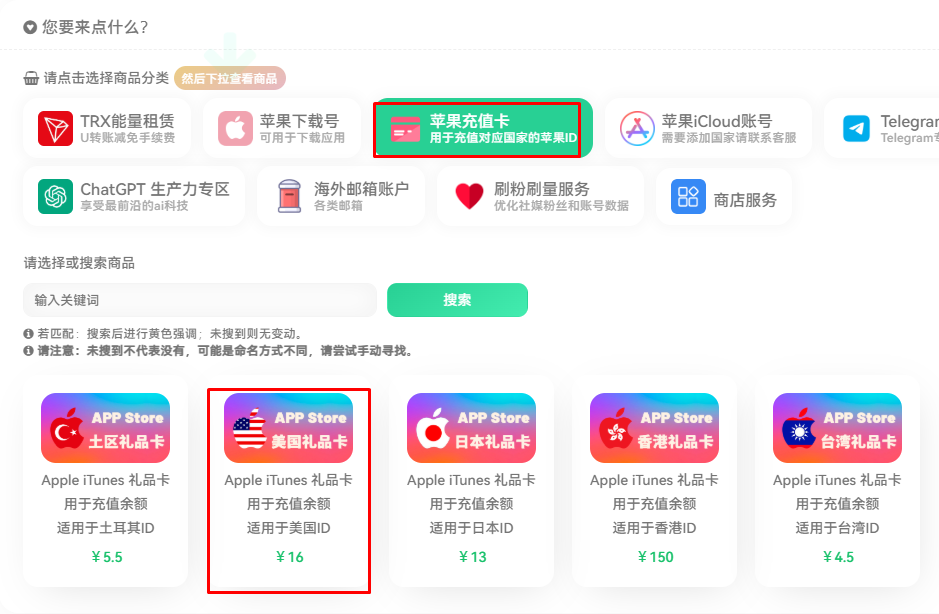 您要来点什么?
请点击选择商品分类 然后下拉查看商品
TRX能量租赁
U转账减免手续费
苹果下载号
可用于下载应用
苹果充值卡
用于充值对应国家的苹果ID
苹果iCloud账号
需要添加国家请联系客服
Telegram
ChatGPT 生产力专区
享受最前沿的ai科技
海外邮箱账户
各类邮箱
刷粉刷量服务
优化社媒粉丝和账号数据
商店服务
请选择或搜索商品
输入关键词
搜索
若匹配：搜索后进行黄色强调；未搜到则无变动。
请注意：未搜到不代表没有，可能是命名方式不同，请尝试手动寻找。
APP Store
土区礼品卡
Apple iTunes 礼品卡
用于充值余额
适用于土耳其ID
¥5.5
APP Store
美国礼品卡
Apple iTunes 礼品卡
用于充值余额
适用于美国ID
¥16
APP Store
日本礼品卡
Apple iTunes 礼品卡
用于充值余额
适用于日本ID
¥13
APP Store
香港礼品卡
Apple iTunes 礼品卡
用于充值余额
适用于香港ID
¥150
APP Store
台湾礼品卡
Apple iTunes 礼品卡
用于充值余额
适用于台湾ID
¥4.5